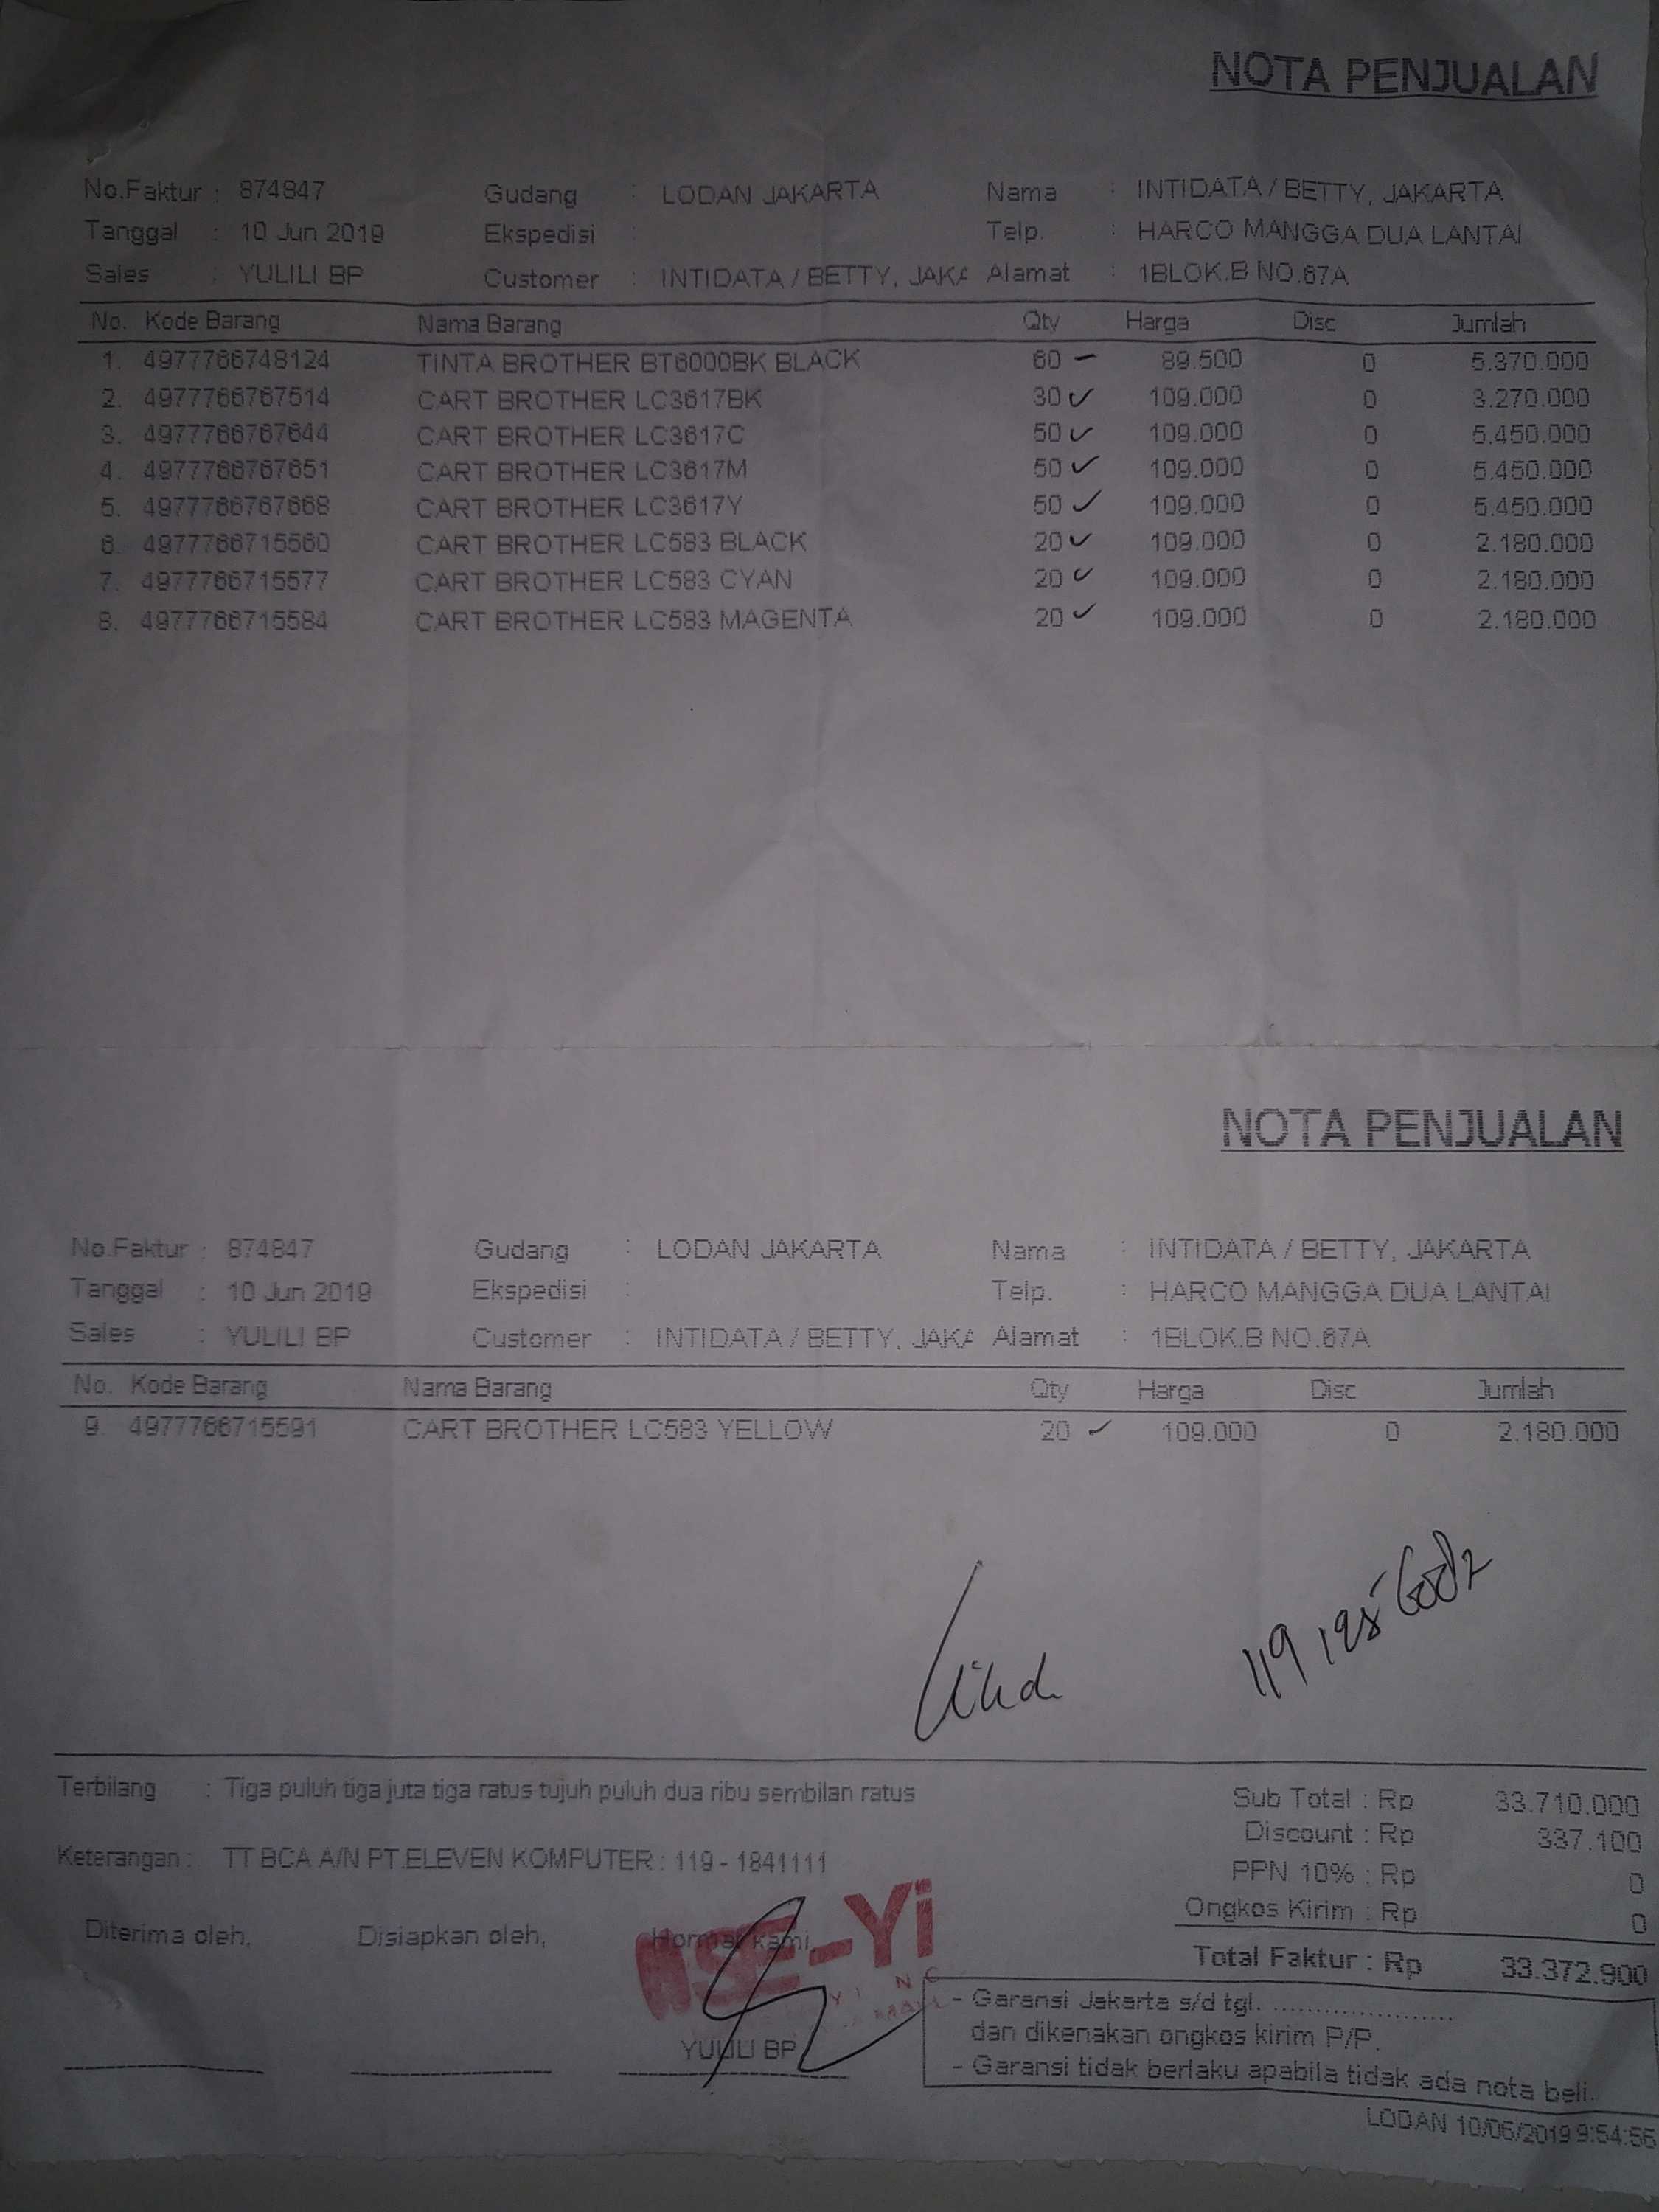 NOTA PENJUALAN
No.Faktur : 874847 Gudang : LODAN JAKARTA Nama : INTIDATA / BETTY, JAKARTA
Tanggal : 10 Jun 2019 Ekspedisi : Telp. : HARCO MANGGA DUA LANTAI
Sales : YULILI BP Customer : INTIDATA / BETTY, JAKA Alamat : 1BLOK.B NO.67A
No. Kode Barang Nama Barang Qty Harga Disc Jumlah
1. 4977766748124 TINTA BROTHER BT6000BK BLACK 60 89.500 0 5.370.000
2. 4977766767514 CART BROTHER LC3617BK 30 109.000 0 3.270.000
3. 4977766767644 CART BROTHER LC3617C 50 109.000 0 5.450.000
4. 4977766767651 CART BROTHER LC3617M 50 109.000 0 5.450.000
5. 4977766767668 CART BROTHER LC3617Y 50 109.000 0 5.450.000
6. 4977766715560 CART BROTHER LC583 BLACK 20 109.000 0 2.180.000
7. 4977766715577 CART BROTHER LC583 CYAN 20 109.000 0 2.180.000
8. 4977766715584 CART BROTHER LC583 MAGENTA 20 109.000 0 2.180.000
NOTA PENJUALAN
No.Faktur : 874847 Gudang : LODAN JAKARTA Nama : INTIDATA / BETTY, JAKARTA
Tanggal : 10 Jun 2019 Ekspedisi : Telp. : HARCO MANGGA DUA LANTAI
Sales : YULILI BP Customer : INTIDATA / BETTY, JAKA Alamat : 1BLOK.B NO.67A
No. Kode Barang Nama Barang Qty Harga Disc Jumlah
9. 4977766715591 CART BROTHER LC583 YELLOW 20 109.000 0 2.180.000
119
Terbilang : Tiga puluh tiga juta tiga ratus tujuh puluh dua ribu sembilan ratus
Sub Total : Rp 33.710.000
Discount : Rp 337.100
Keterangan : TT BCA A/N PT.ELEVEN KOMPUTER : 119 - 1841111
PPN 10% : Rp 0
Ongkos Kirim : Rp 0
Diterima oleh, Disiapkan oleh, Hormat kami,
Total Faktur : Rp 33.372.900
YULILI BP
- Garansi Jakarta s/d tgl. ..................
dan dikenakan ongkos kirim P/P.
- Garansi tidak berlaku apabila tidak ada nota beli.
LODAN 10/06/2019 9:54:56